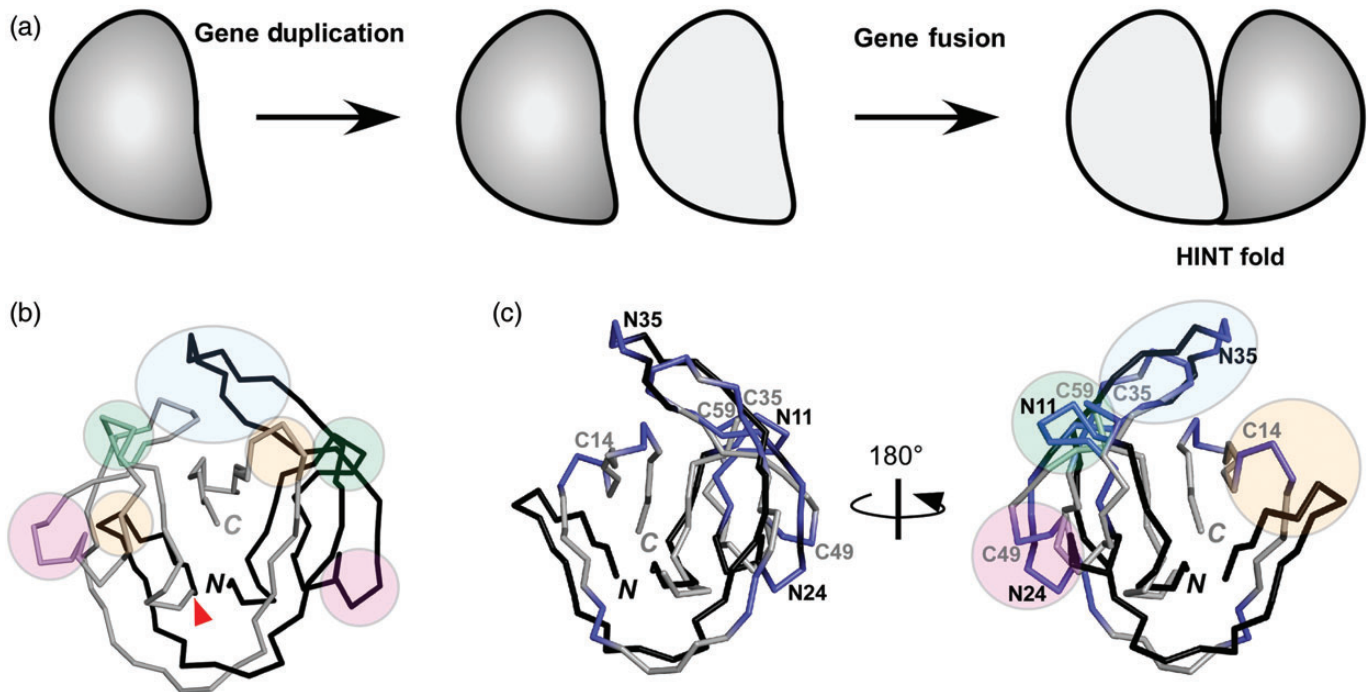 (a)
Gene duplication
Gene fusion
HINT fold
(b)
C
N
(c)
N35
C59
C35
N11
C14
C
C49
N
N24
180°
N35
C59
C35
N11
C14
C
C49
N
N24